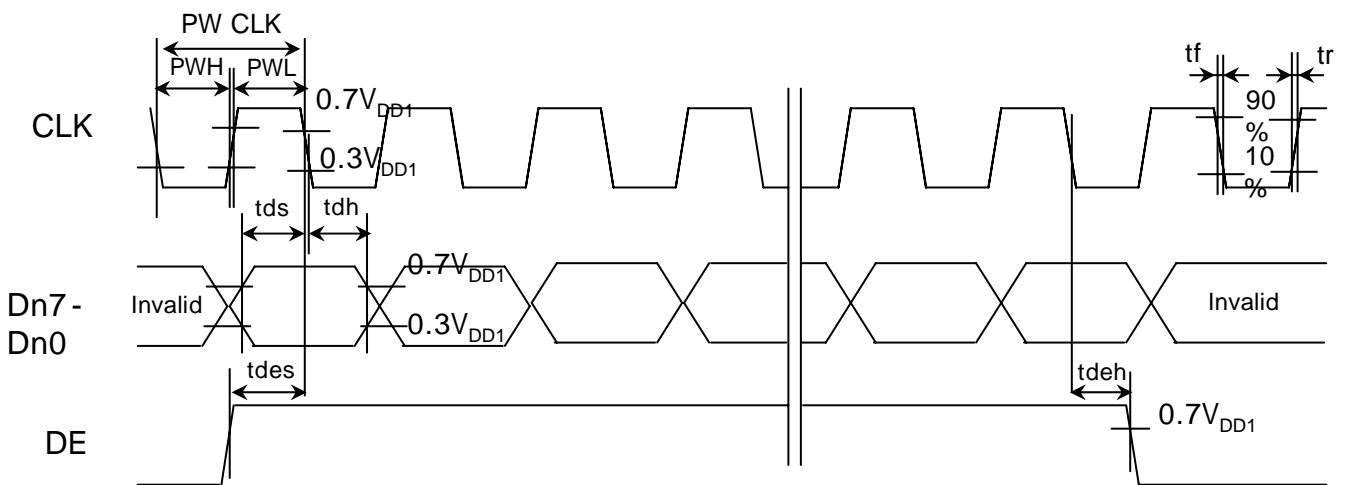 PW CLK
PWH PWL
tf tr
CLK
0.7VDD1
0.3VDD1
90
%
10
%
tds tdh
Dn7 -
Dn0
Invalid
0.7VDD1
0.3VDD1
Invalid
tdes
tdeh
DE
0.7VDD1